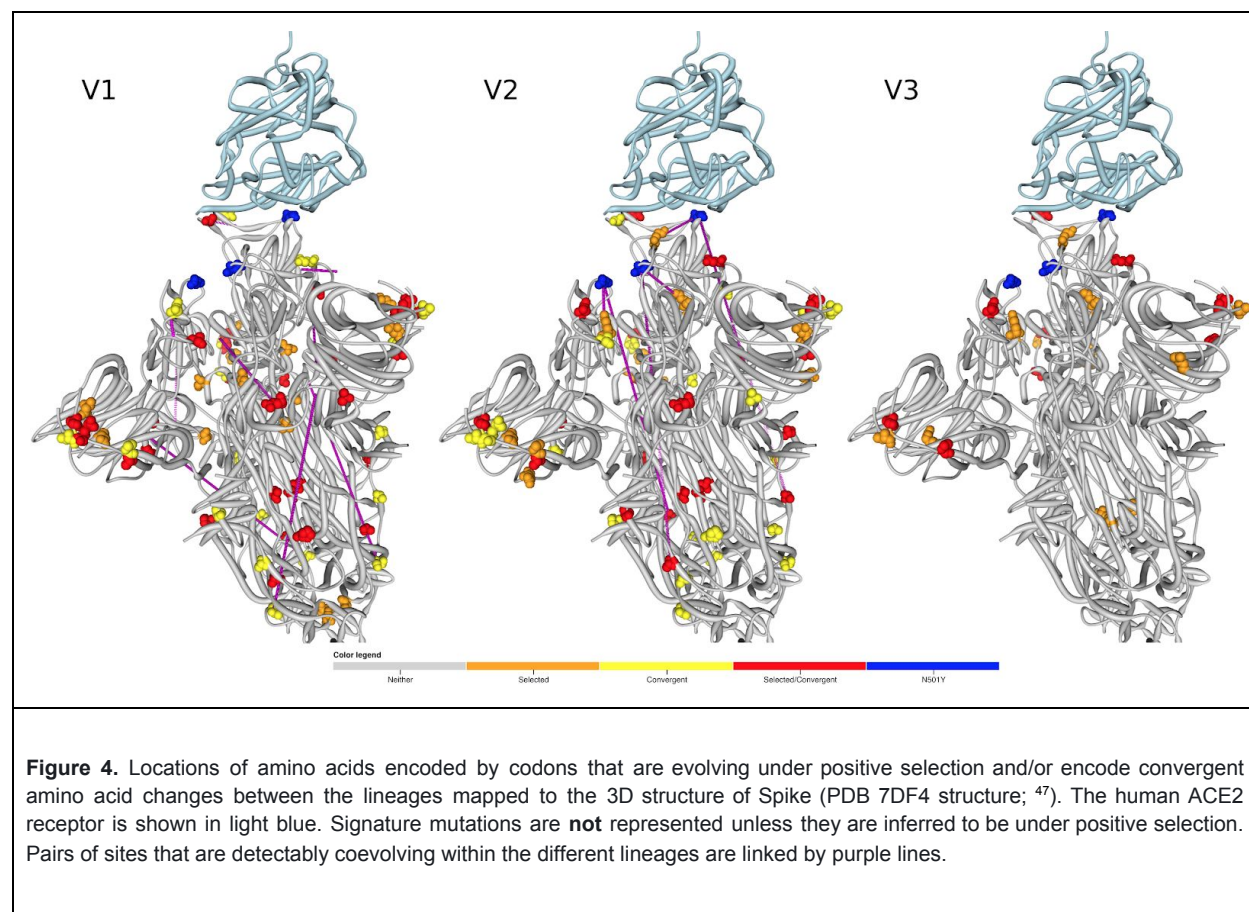 V1
V2
V3
Color legend
Neither
Selected
Convergent
Selected/Convergent
N501Y
Figure 4. Locations of amino acids encoded by codons that are evolving under positive selection and/or encode convergent
amino acid changes between the lineages mapped to the 3D structure of Spike (PDB 7DF4 structure; 47). The human ACE2
receptor is shown in light blue. Signature mutations are not represented unless they are inferred to be under positive selection.
Pairs of sites that are detectably coevolving within the different lineages are linked by purple lines.